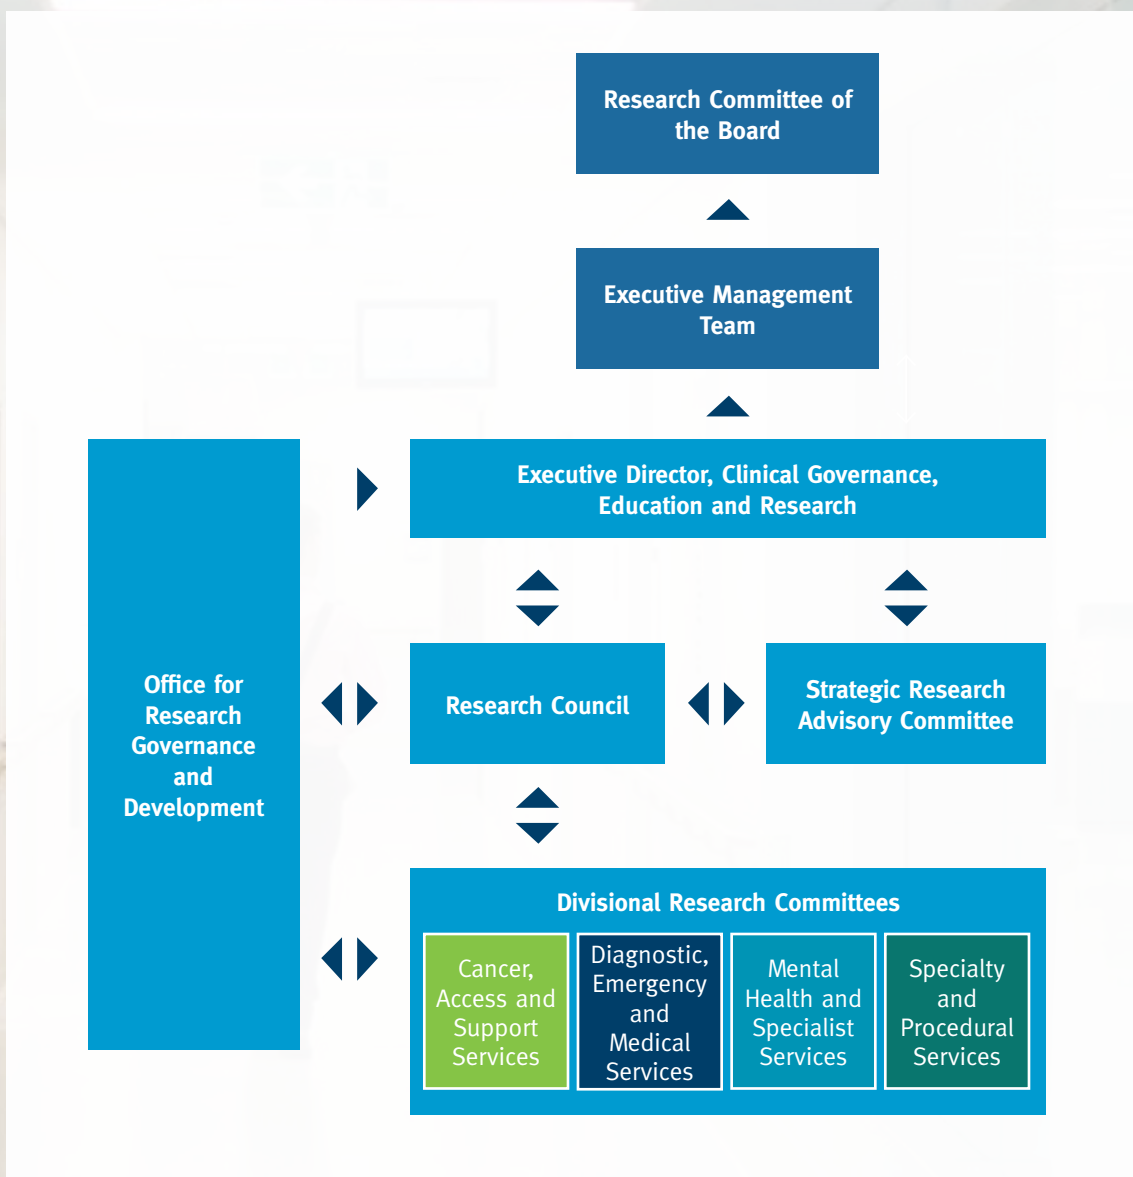 Research Committee of
the Board
Executive Management
Team
Executive Director, Clinical Governance,
Education and Research
Office for
Research
Governance
and
Development
Research Council
Strategic Research
Advisory Committee
Divisional Research Committees
Cancer,
Access and
Support
Services
Diagnostic,
Emergency
and
Medical
Services
Mental
Health and
Specialist
Services
Specialty
and
Procedural
Services